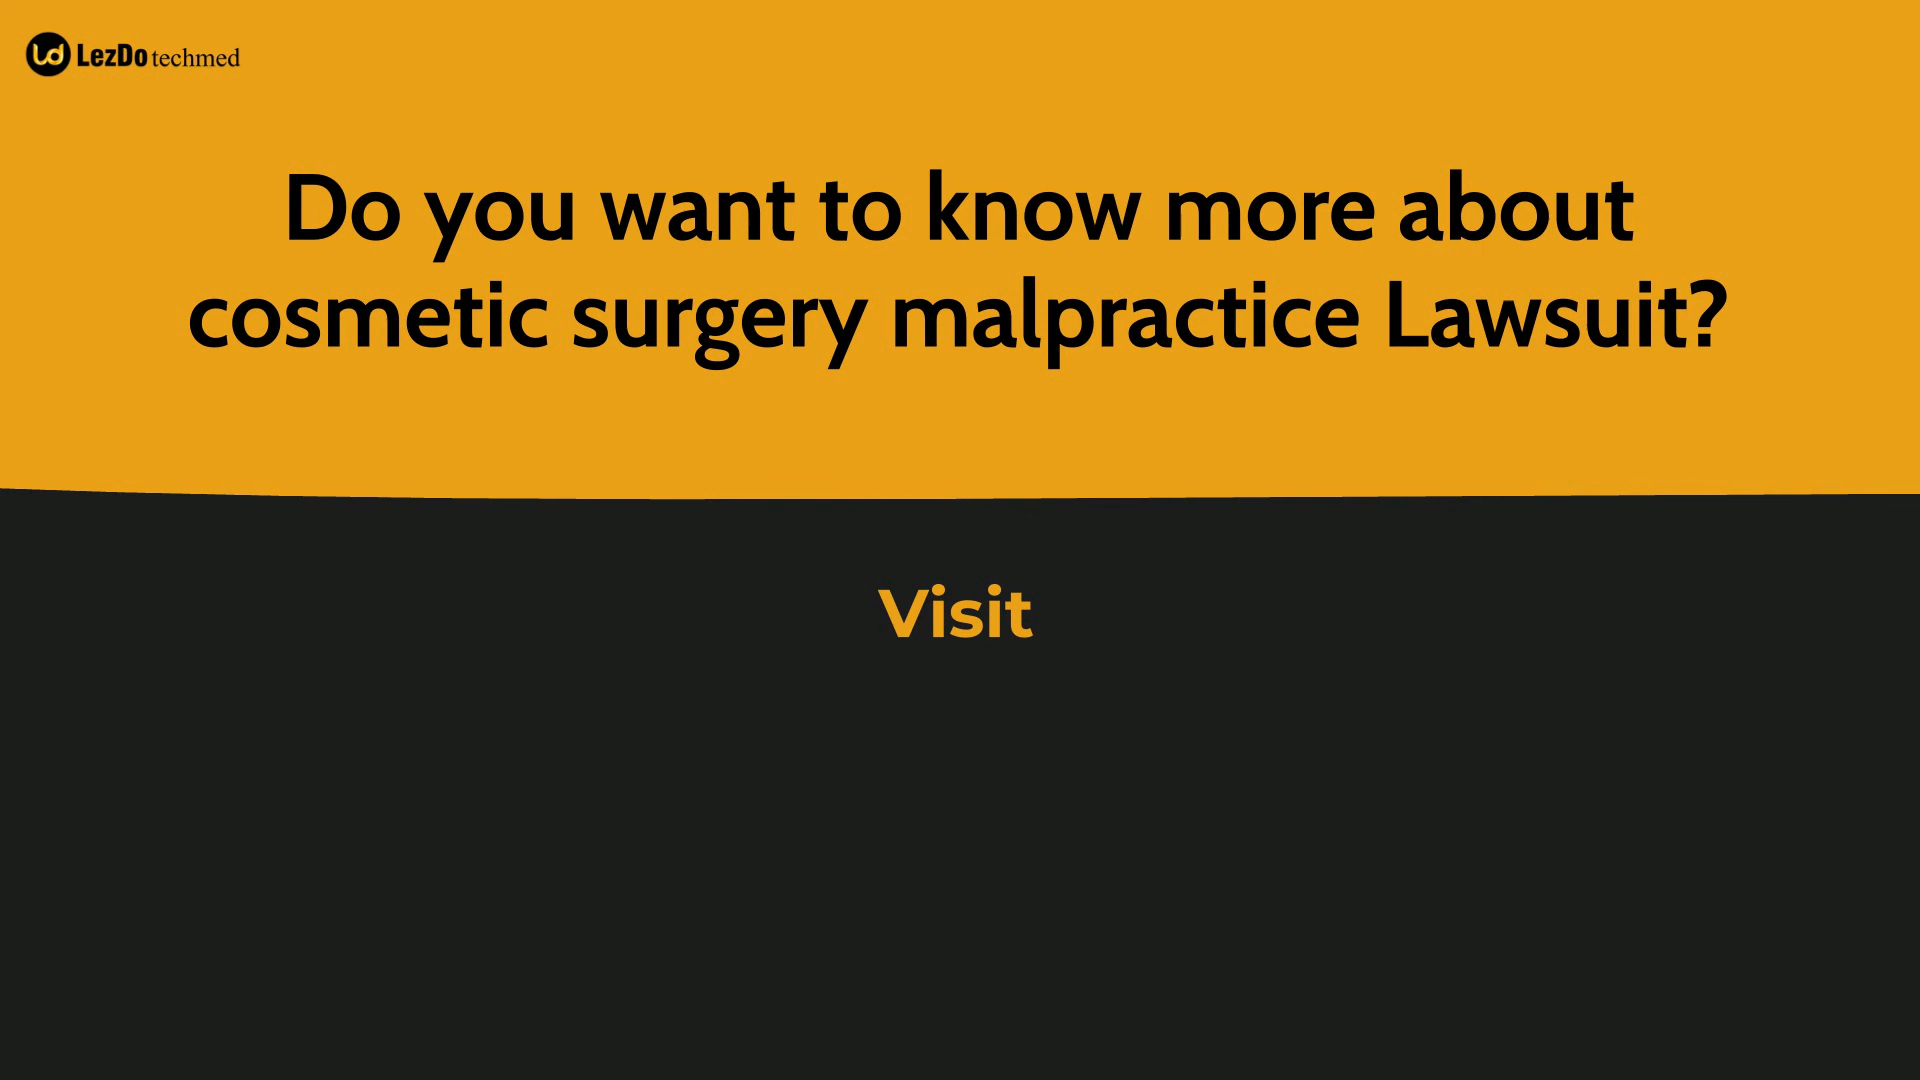 LezDo techmed
Do you want to know more about
cosmetic surgery malpractice Lawsuit?
Visit